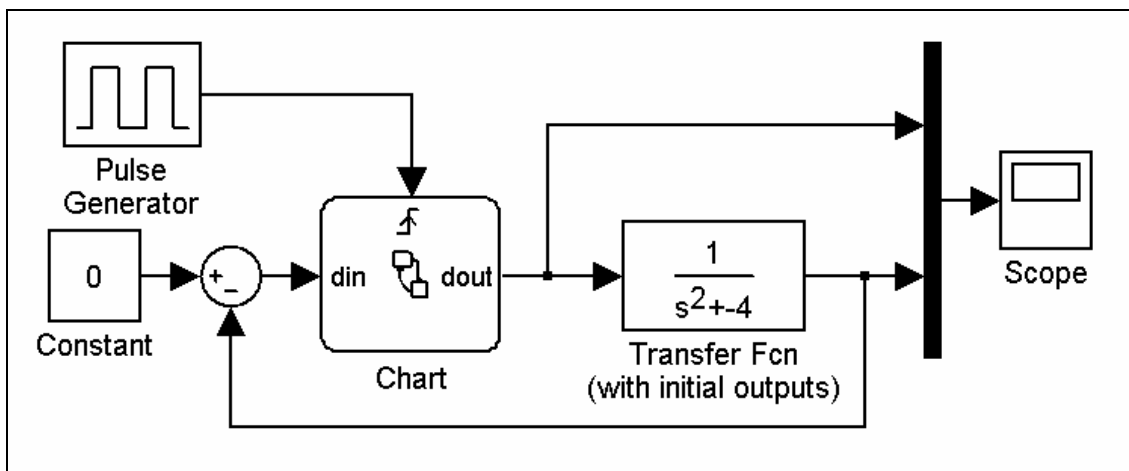 Pulse
Generator
0
Constant
+
−
din
dout
Chart
1
s²+-4
Transfer Fcn
(with initial outputs)
Scope